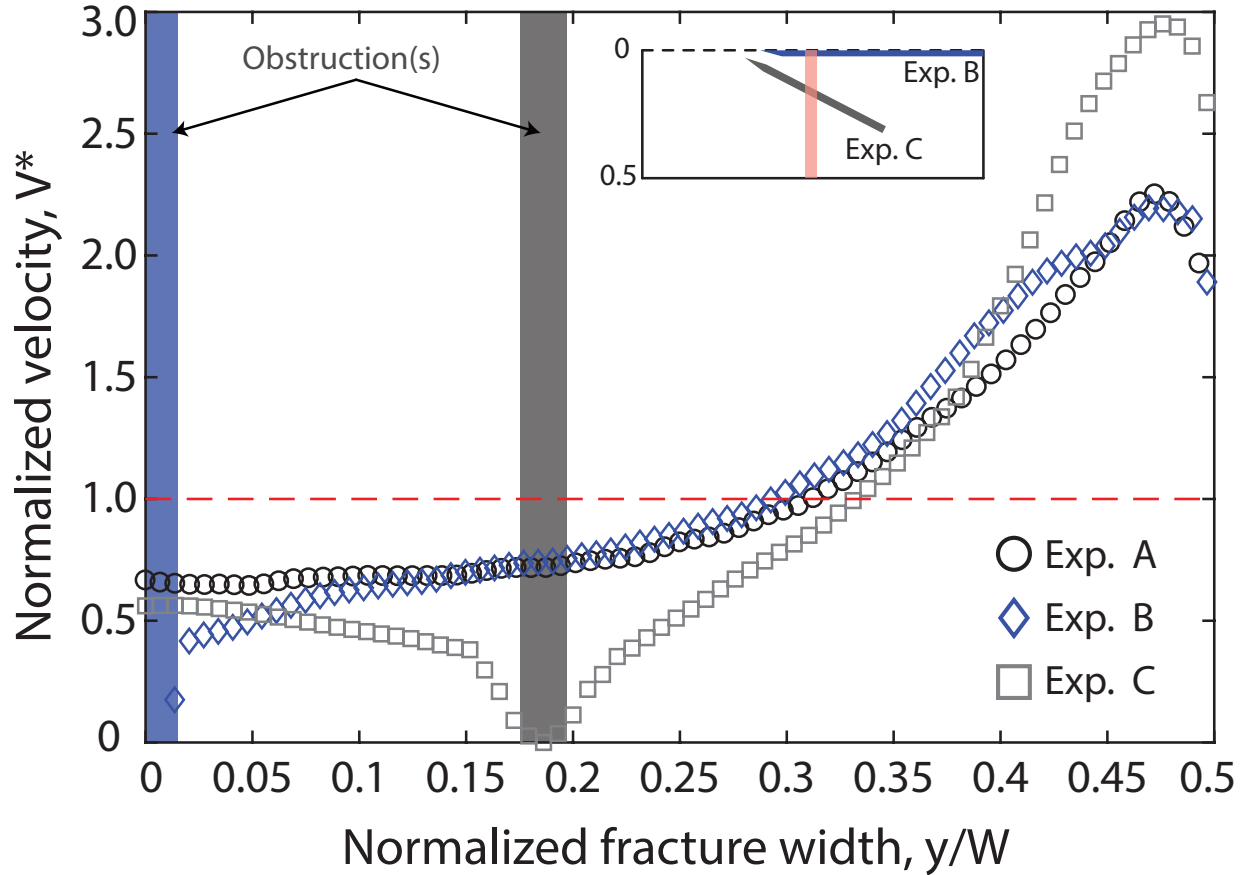 3.0
2.5
2.0
1.5
1.0
0.5
0
Normalized velocity, V*
Obstruction(s)
0
0.5
Exp. B
Exp. C
Exp. A
Exp. B
Exp. C
0 0.05 0.1 0.15 0.2 0.25 0.3 0.35 0.4 0.45 0.5
Normalized fracture width, y/W